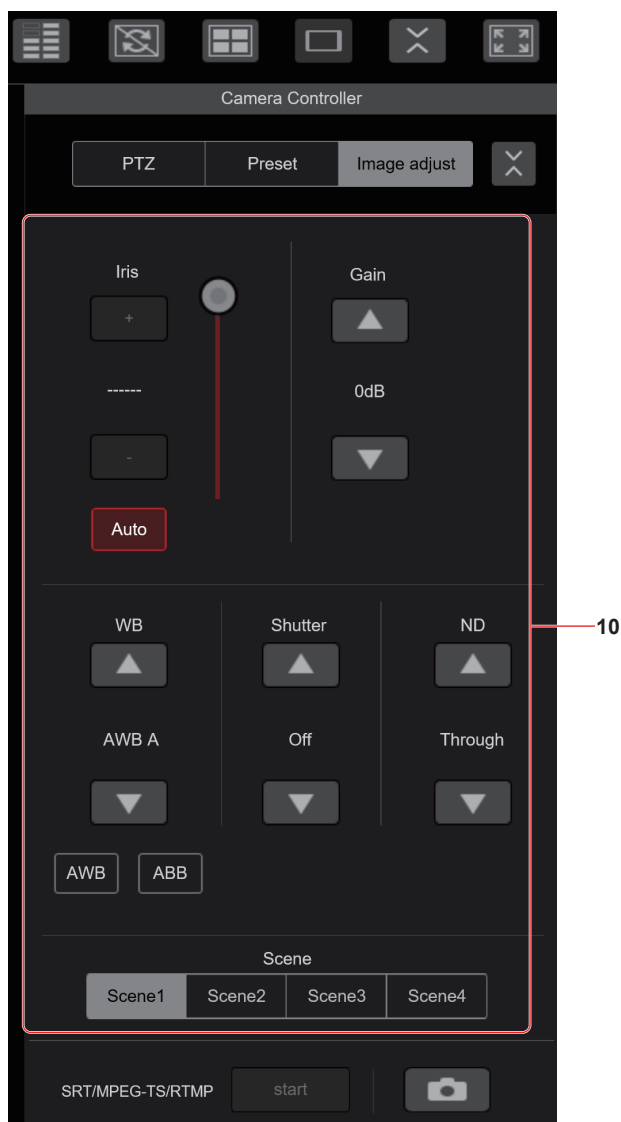 Camera Controller
PTZ Preset Image adjust
Iris Gain
+
------ 0dB
-
Auto
WB Shutter ND
10
AWB A Off Through
AWB ABB
Scene
Scene1 Scene2 Scene3 Scene4
SRT/MPEG-TS/RTMP start